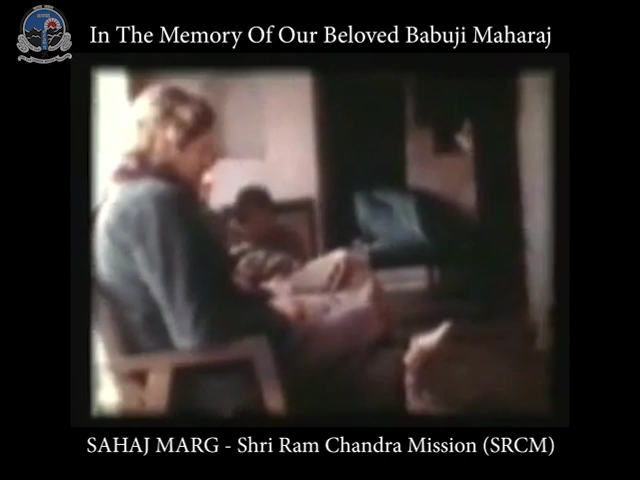 In The Memory Of Our Beloved Babuji Maharaj
SAHAJ MARG - Shri Ram Chandra Mission (SRCM)